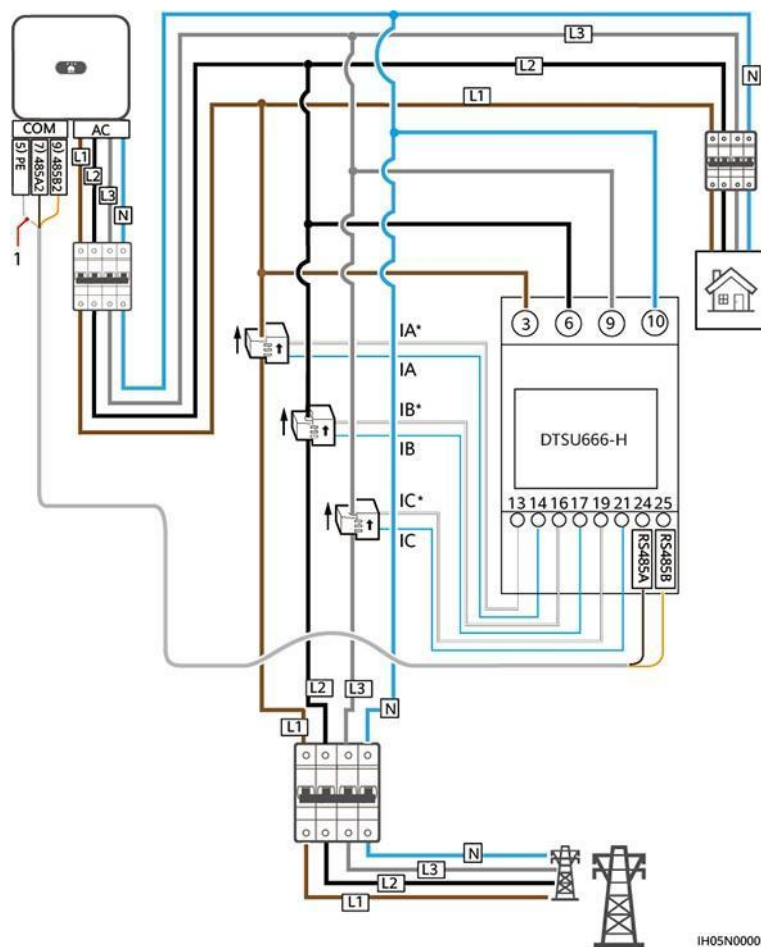 L3
L2
N
L1
COM
AC
5) PE
7) 485A2
9) 485B2
L1
L2
L3
N
1
3
6
9
10
IA*
IA
IB*
IB
IC*
IC
DTSU666-H
13 14 16 17 19 21 24 25
RS485A
RS485B
L2
L3
N
L1
N
L3
L2
L1
IH05N0000